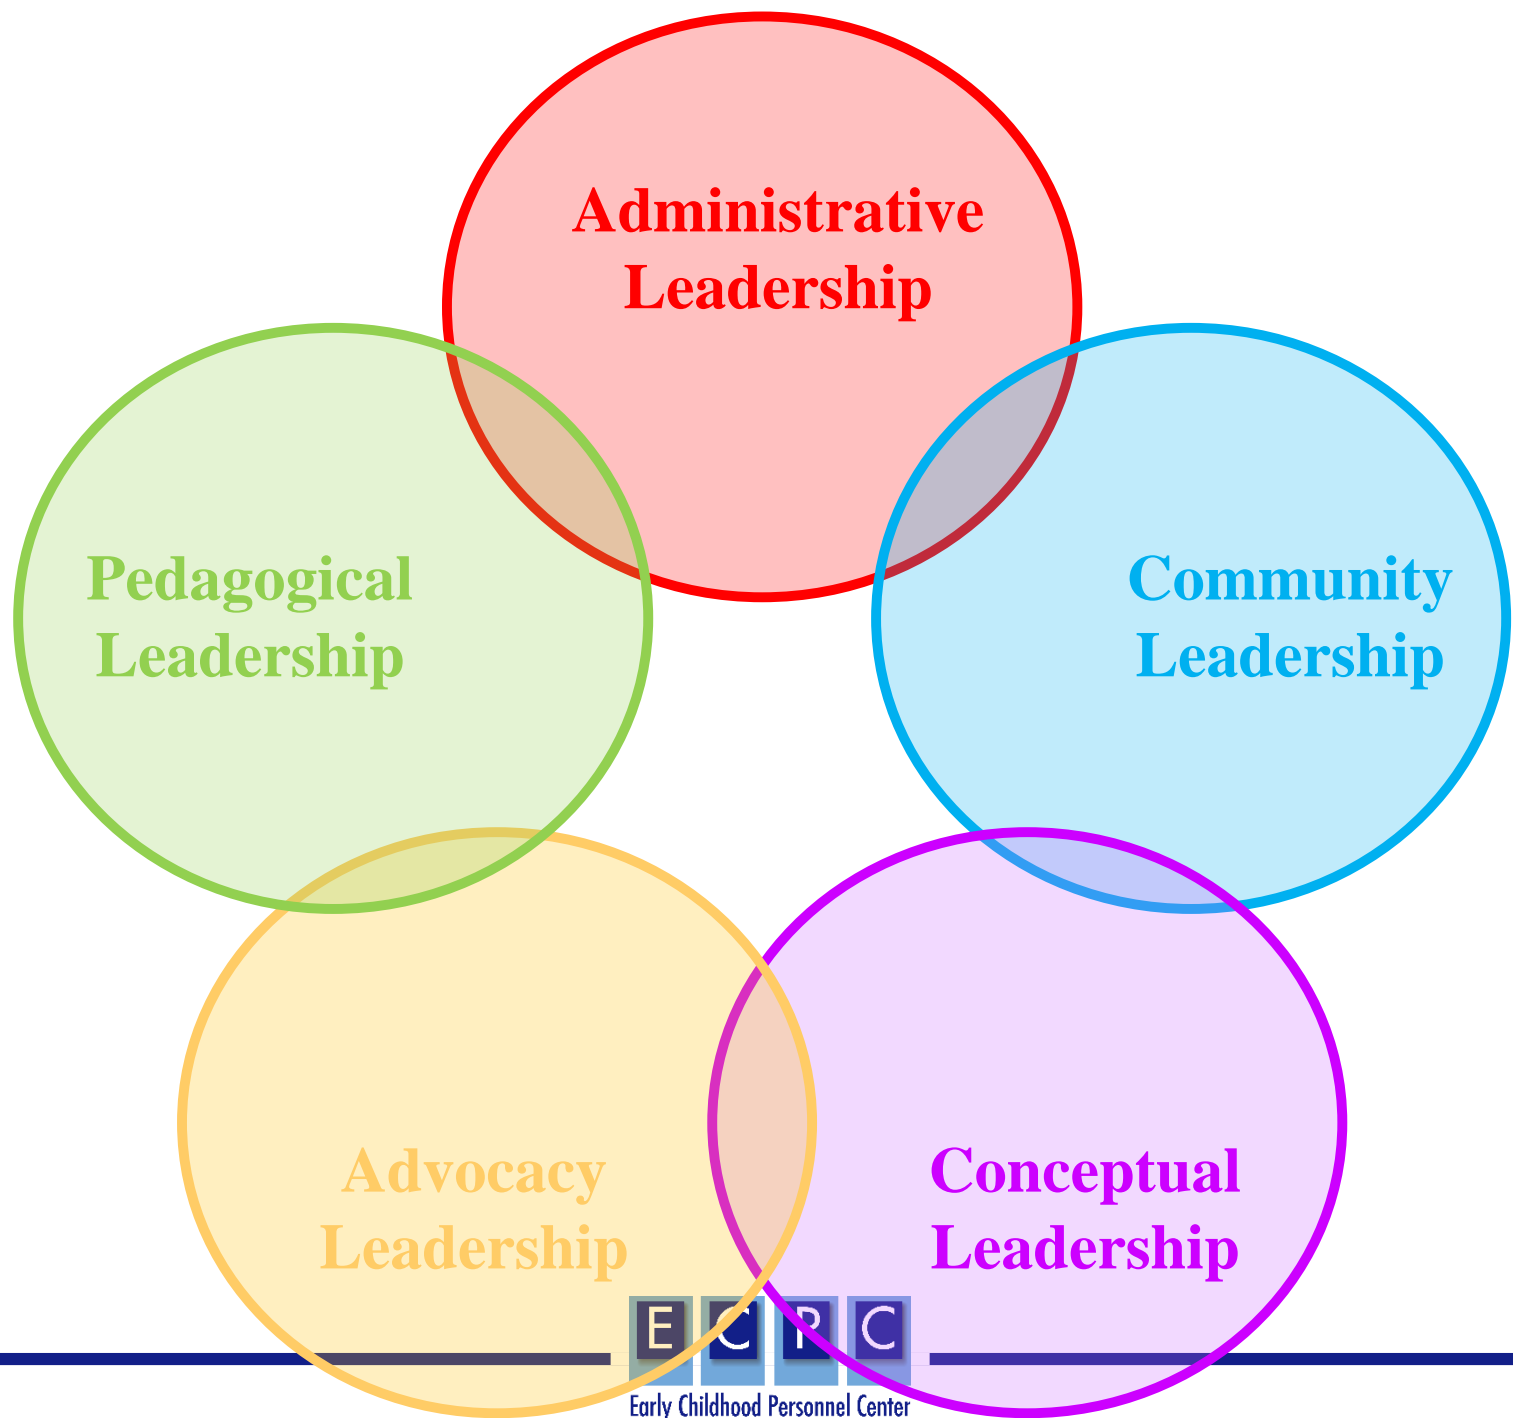 Administrative
Leadership
Pedagogical
Leadership
Community
Leadership
Advocacy
Leadership
Conceptual
Leadership
E C P C
Early Childhood Personnel Center